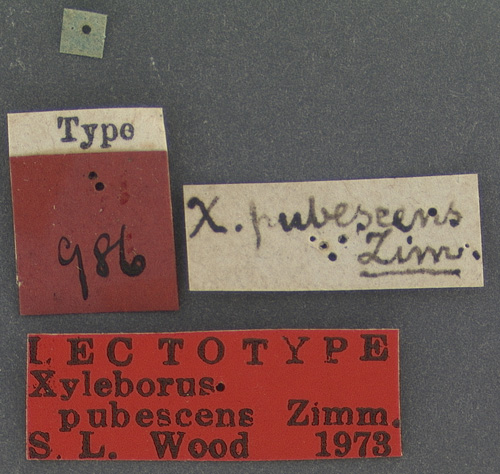 Type
986
X. pubescens
Zim.
LECTOTYPE
Xyleborus
pubescens Zimm.
S. L. Wood 1973